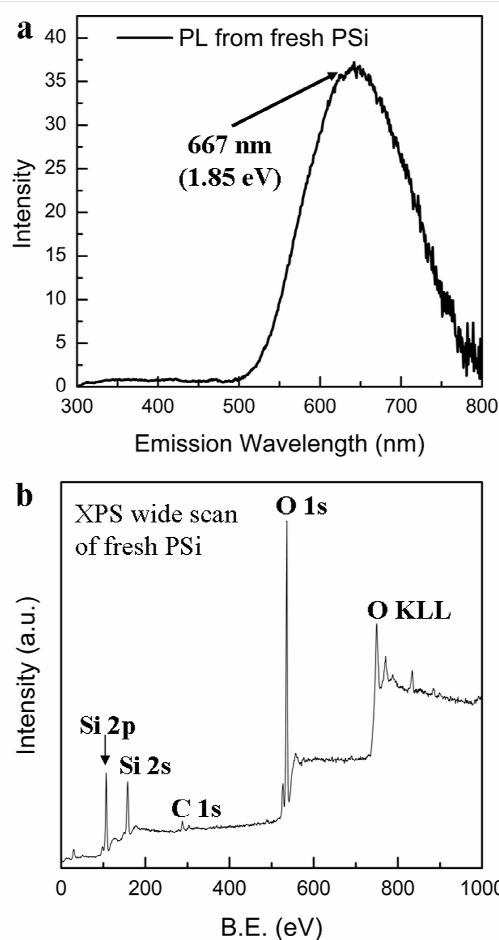 a
PL from fresh PSi
667 nm
(1.85 eV)
Intensity
40
35
30
25
20
15
10
5
0
300 400 500 600 700 800
Emission Wavelength (nm)
b
XPS wide scan
of fresh PSi
O 1s
O KLL
Si 2p
Si 2s
C 1s
Intensity (a.u.)
0 200 400 600 800 1000
B.E. (eV)